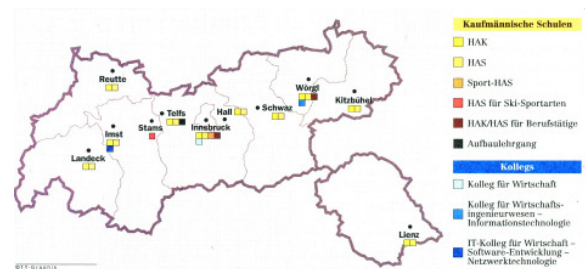 Kaufmännische Schulen
HAK
HAS
Sport-HAS
HAS für Ski-Sportarten
HAK/HAS für Berufstätige
Aufbaulehrgang
Kollegs
Kolleg für Wirtschaft
Kolleg für Wirtschafts-
ingenieurwesen –
Informationstechnologie
IT-Kolleg für Wirtschaft –
Software-Entwicklung –
Netzwerktechnologie
Reutte
Wörgl
Kitzbühel
Schwaz
Hall
Telfs
Innsbruck
Stams
Imst
Landeck
Lienz
©TT-Graphik